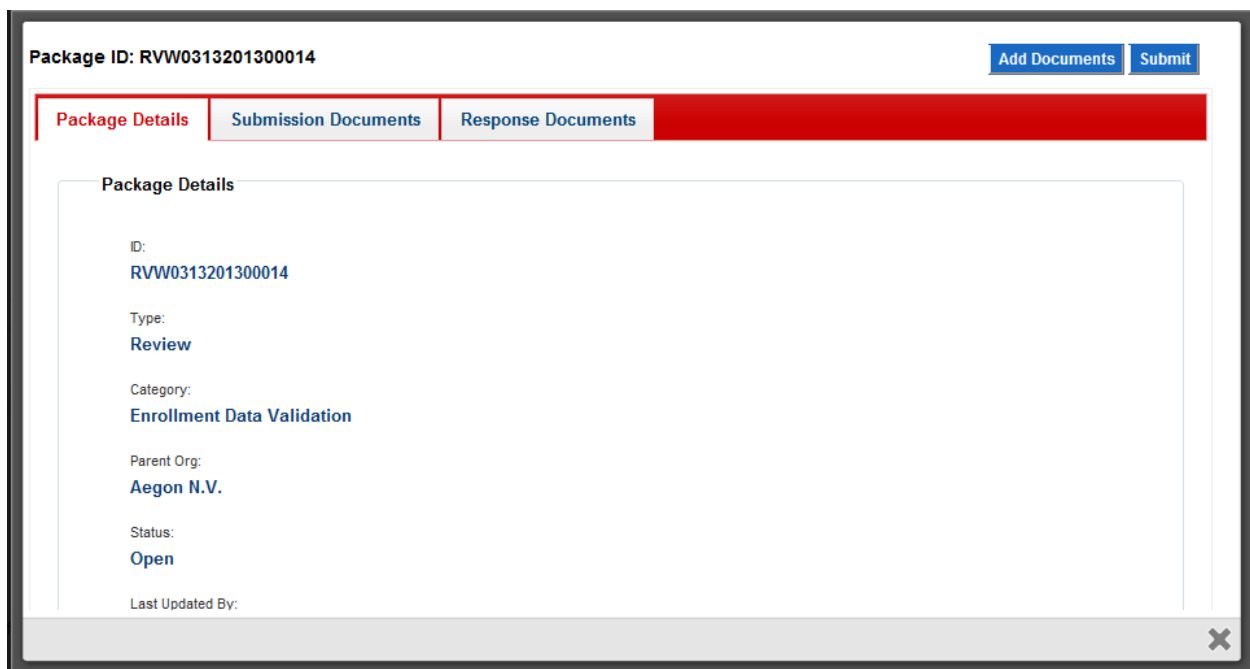 Package ID: RVW0313201300014
Add Documents Submit
Package Details Submission Documents Response Documents
Package Details
ID:
RVW0313201300014
Type:
Review
Category:
Enrollment Data Validation
Parent Org:
Aegon N.V.
Status:
Open
Last Updated By: